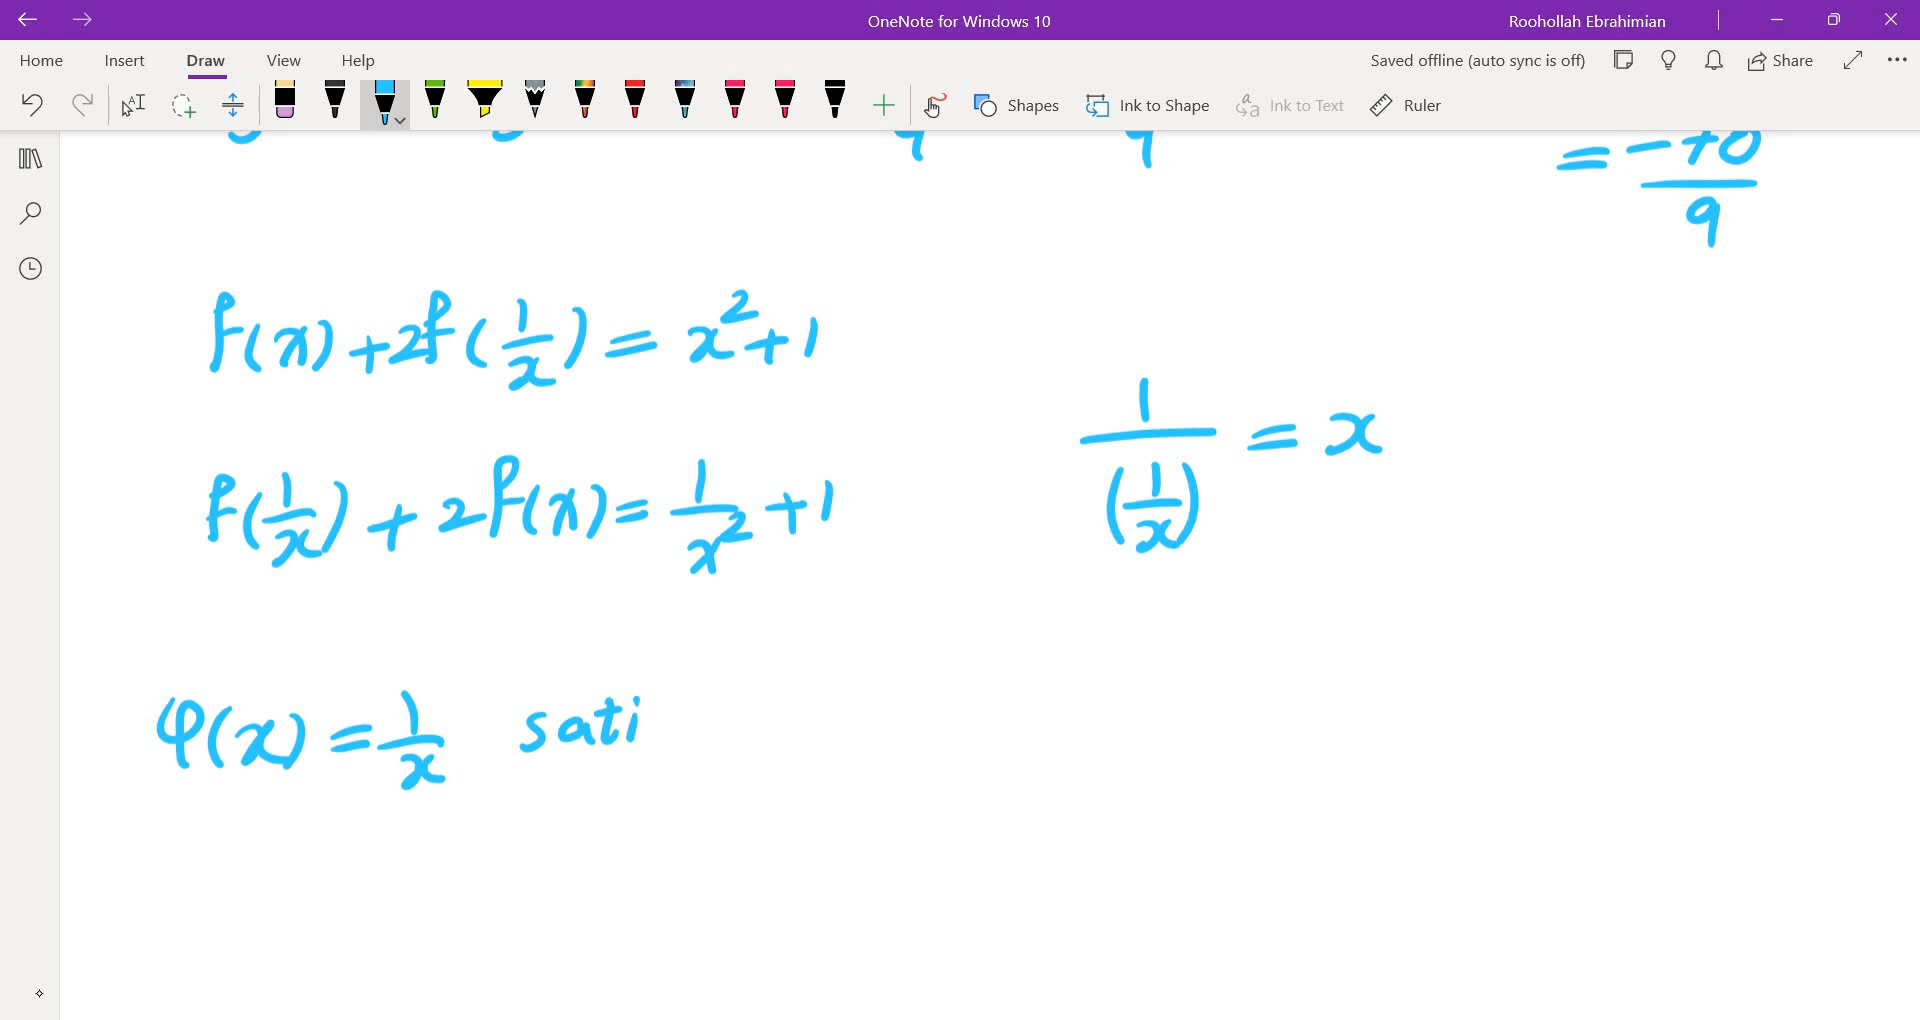 OneNote for Windows 10
Roohollah Ebrahimian
Home Insert Draw View Help
Saved offline (auto sync is off) Share
Shapes Ink to Shape Ink to Text Ruler
= -70/9
f(x)+2f(1/x) = x²+1
1/(1/x) = x
f(1/x) + 2f(x) = 1/x² + 1
φ(x) = 1/x sati